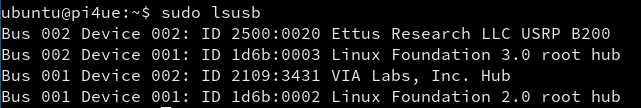 ubuntu@pi4ue:~$ sudo lsusb
Bus 002 Device 002: ID 2500:0020 Ettus Research LLC USRP B200
Bus 002 Device 001: ID 1d6b:0003 Linux Foundation 3.0 root hub
Bus 001 Device 002: ID 2109:3431 VIA Labs, Inc. Hub
Bus 001 Device 001: ID 1d6b:0002 Linux Foundation 2.0 root hub